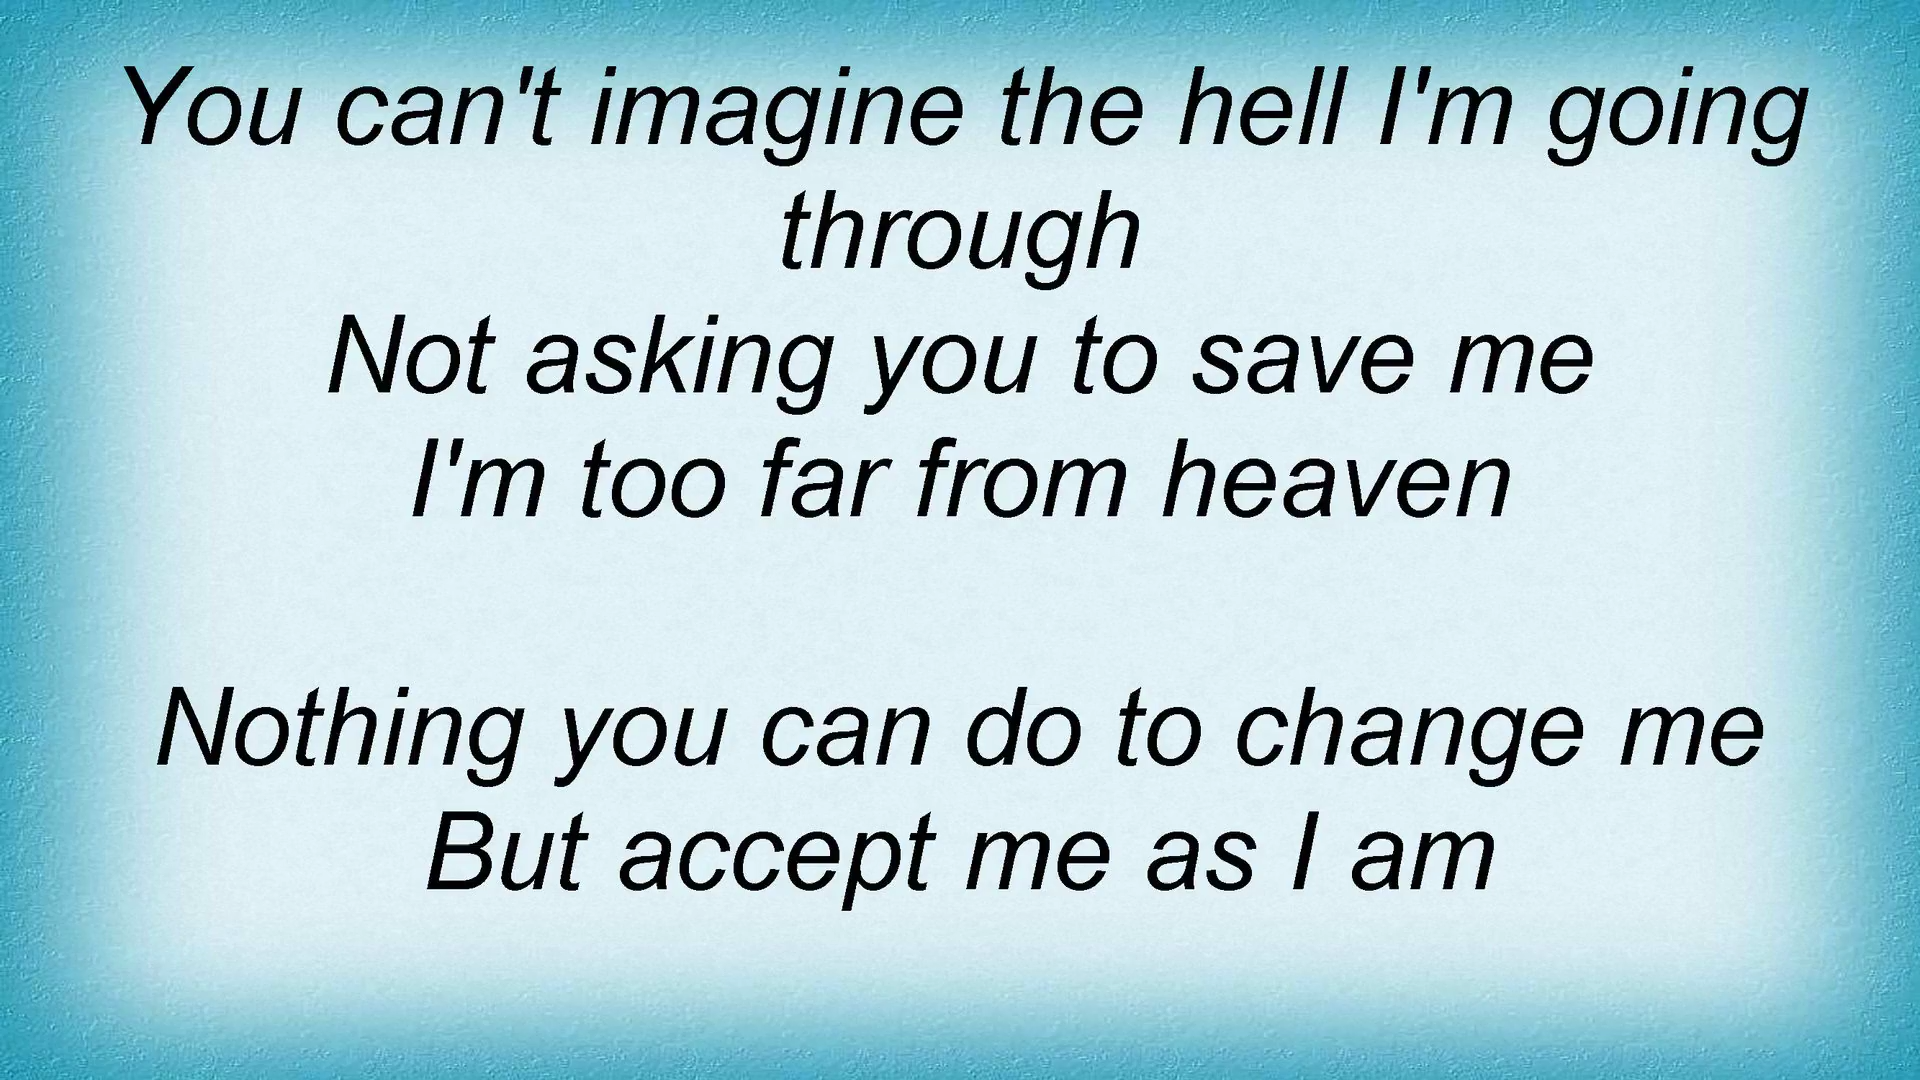 You can't imagine the hell I'm going
through
Not asking you to save me
I'm too far from heaven
Nothing you can do to change me
But accept me as I am